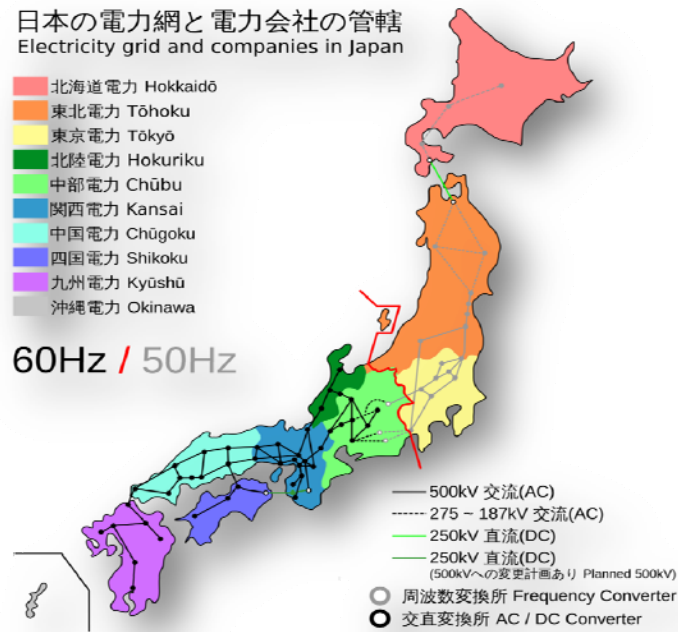 日本の電力網と電力会社の管轄
Electricity grid and companies in Japan
北海道電力 Hokkaidō
東北電力 Tōhoku
東京電力 Tōkyō
北陸電力 Hokuriku
中部電力 Chūbu
関西電力 Kansai
中国電力 Chūgoku
四国電力 Shikoku
九州電力 Kyūshū
沖縄電力 Okinawa
60Hz / 50Hz
500kV 交流(AC)
275 ~ 187kV 交流(AC)
250kV 直流(DC)
250kV 直流(DC)
(500kVへの変更計画あり Planned 500kV)
周波数変換所 Frequency Converter
交直変換所 AC / DC Converter